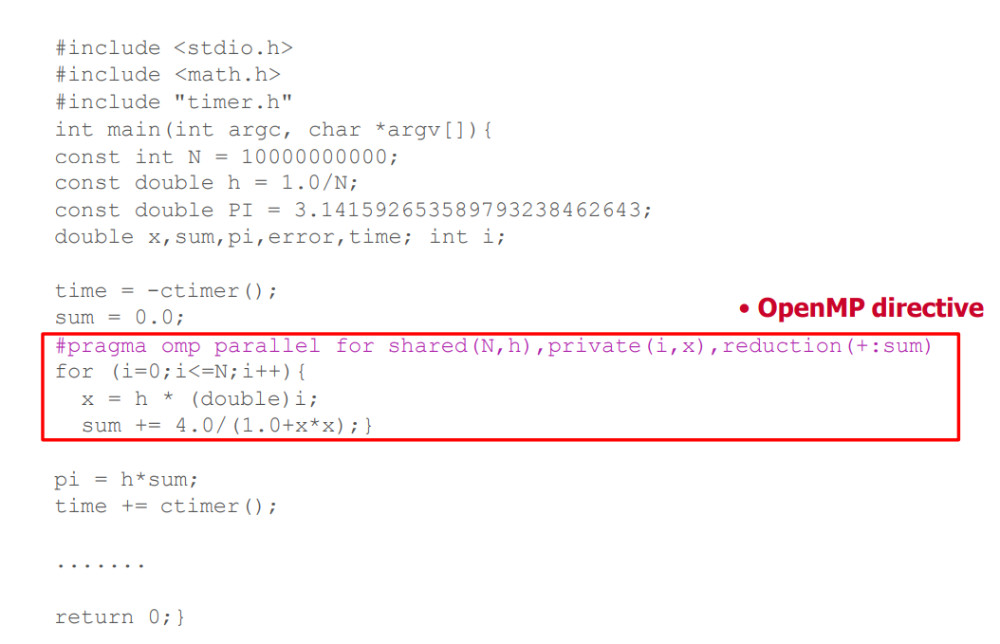 #include <stdio.h>
#include <math.h>
#include "timer.h"
int main(int argc, char *argv[]){
const int N = 10000000000;
const double h = 1.0/N;
const double PI = 3.141592653589793238462643;
double x,sum,pi,error,time; int i;
time = -ctimer();
• OpenMP directive
sum = 0.0;
#pragma omp parallel for shared(N,h),private(i,x),reduction(+:sum)
for (i=0;i<=N;i++){
x = h * (double)i;
sum += 4.0/(1.0+x*x);}
pi = h*sum;
time += ctimer();
.......
return 0;}